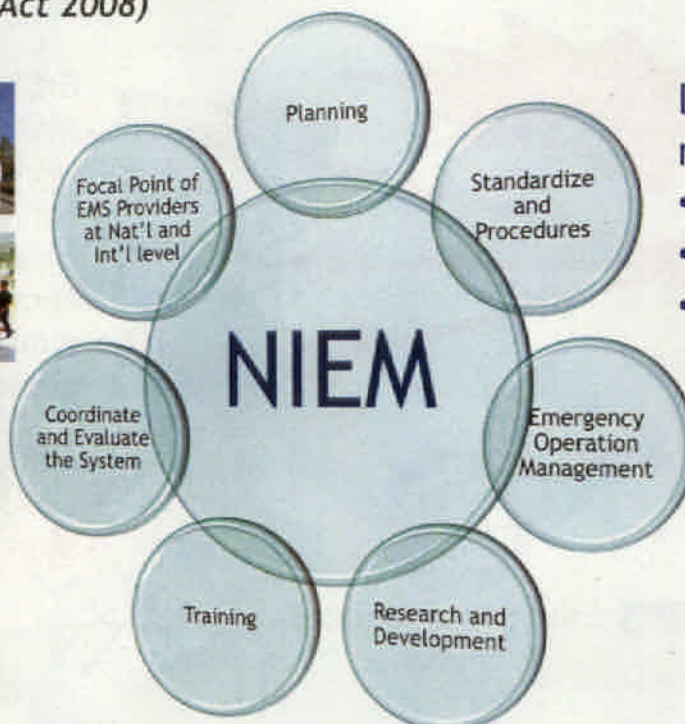 Act 2008)
Planning
Focal Point of
EMS Providers
at Nat'l and
Int'l level
Standardize
and
Procedures
NIEM
Coordinate
and Evaluate
the System
Emergency
Operation
Management
Training
Research and
Development